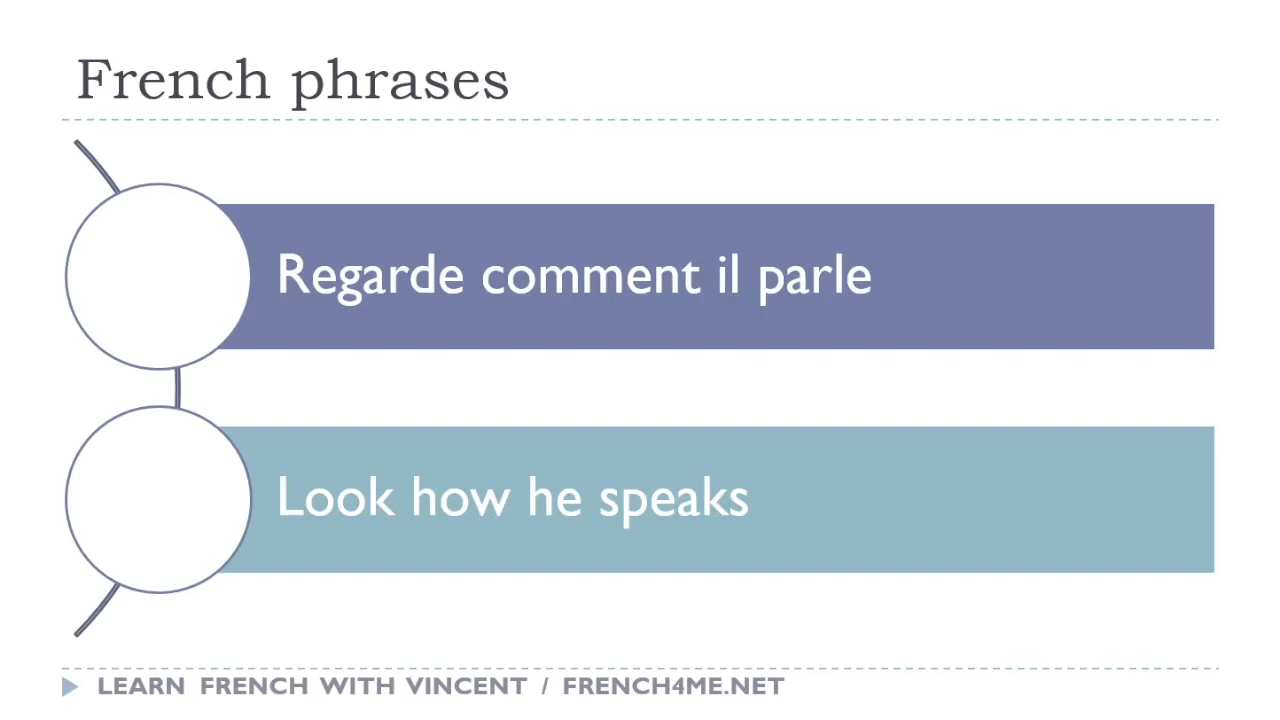 French phrases
Regarde comment il parle
Look how he speaks
LEARN FRENCH WITH VINCENT / FRENCH4ME.NET